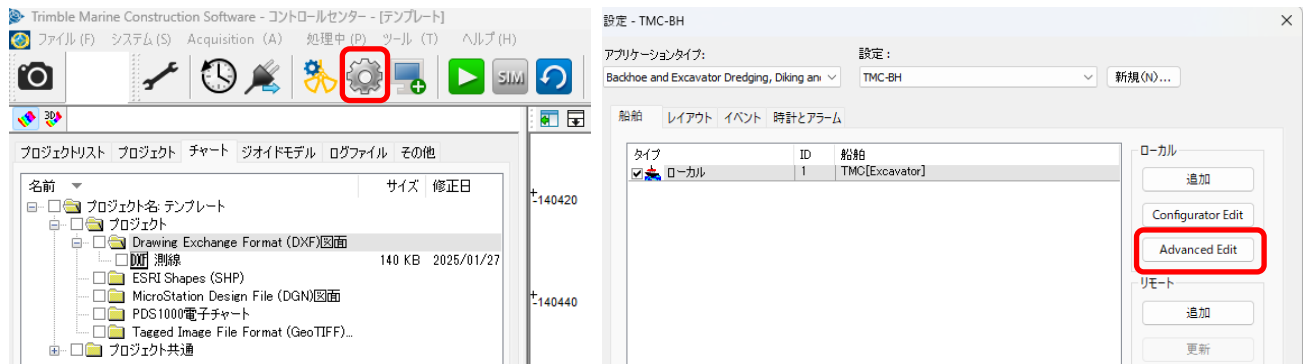 Trimble Marine Construction Software - コントロールセンター - [テンプレート]
ファイル(F) システム(S) Acquisition (A) 処理中(P) ツール (T) ヘルプ(H)
SIM
3D
プロジェクトリスト プロジェクト チャート ジオイドモデル ログファイル その他
名前 サイズ 修正日
プロジェクト名: テンプレート
プロジェクト
Drawing Exchange Format (DXF)図面
DXF 測線 140 KB 2025/01/27
ESRI Shapes (SHP)
MicroStation Design File (DGN)図面
PDS1000電子チャート
Tagged Image File Format (GeoTIFF)...
プロジェクト共通
-140420
-140440
設定 - TMC-BH
アプリケーションタイプ: 設定:
Backhoe and Excavator Dredging, Diking an TMC-BH 新規(N)...
船舶 レイアウト イベント 時計とアラーム
タイプ ID 船舶
ローカル 1 TMC[Excavator]
ローカル
追加
Configurator Edit
Advanced Edit
リモート
追加
更新